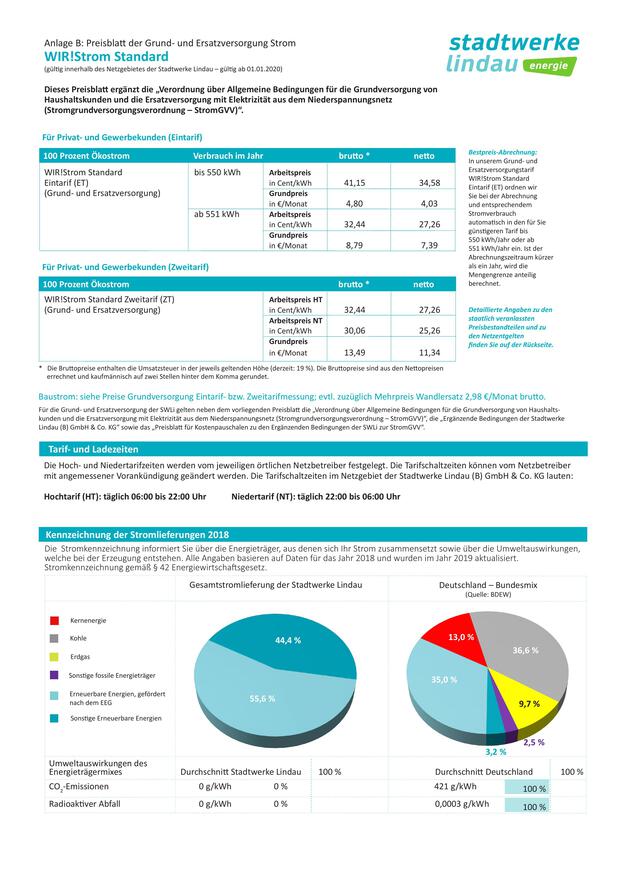 Anlage B: Preisblatt der Grund- und Ersatzversorgung Strom
WIR!Strom Standard
(gültig innerhalb des Netzgebietes der Stadtwerke Lindau – gültig ab 01.01.2020)
stadtwerke
lindau energie
Dieses Preisblatt ergänzt die „Verordnung über Allgemeine Bedingungen für die Grundversorgung von
Haushaltskunden und die Ersatzversorgung mit Elektrizität aus dem Niederspannungsnetz
(Stromgrundversorgungsverordnung – StromGVV)“.
Für Privat- und Gewerbekunden (Eintarif)
100 Prozent Ökostrom Verbrauch im Jahr brutto * netto
WIR!Strom Standard
Eintarif (ET)
(Grund- und Ersatzversorgung)
bis 550 kWh
Arbeitspreis
in Cent/kWh 41,15 34,58
Grundpreis
in €/Monat 4,80 4,03
ab 551 kWh
Arbeitspreis
in Cent/kWh 32,44 27,26
Grundpreis
in €/Monat 8,79 7,39
Bestpreis-Abrechnung:
In unserem Grund- und
Ersatzversorgungstarif
WIR!Strom Standard
Eintarif (ET) ordnen wir
Sie bei der Abrechnung
und entsprechendem
Stromverbrauch
automatisch in den für Sie
günstigeren Tarif bis
550 kWh/Jahr oder ab
551 kWh/Jahr ein. Ist der
Abrechnungszeitraum kürzer
als ein Jahr, wird die
Mengengrenze anteilig
berechnet.
Detaillierte Angaben zu den
staatlich veranlassten
Preisbestandteilen und zu
den Netzentgelten
finden Sie auf der Rückseite.
Für Privat- und Gewerbekunden (Zweitarif)
100 Prozent Ökostrom brutto * netto
WIR!Strom Standard Zweitarif (ZT)
(Grund- und Ersatzversorgung)
Arbeitspreis HT
in Cent/kWh 32,44 27,26
Arbeitspreis NT
in Cent/kWh 30,06 25,26
Grundpreis
in €/Monat 13,49 11,34
* Die Bruttopreise enthalten die Umsatzsteuer in der jeweils geltenden Höhe (derzeit: 19 %). Die Bruttopreise sind aus den Nettopreisen
errechnet und kaufmännisch auf zwei Stellen hinter dem Komma gerundet.
Baustrom: siehe Preise Grundversorgung Eintarif- bzw. Zweitarifmessung; evtl. zuzüglich Mehrpreis Wandlersatz 2,98 €/Monat brutto.
Für die Grund- und Ersatzversorgung der SWLi gelten neben dem vorliegenden Preisblatt die „Verordnung über Allgemeine Bedingungen für die Grundversorgung von Haushalts-
kunden und die Ersatzversorgung mit Elektrizität aus dem Niederspannungsnetz (Stromgrundversorgungsverordnung – StromGVV)“, die „Ergänzende Bedingungen der Stadtwerke
Lindau (B) GmbH & Co. KG“ sowie das „Preisblatt für Kostenpauschalen zu den Ergänzenden Bedingungen der SWLi zur StromGVV“.
Tarif- und Ladezeiten
Die Hoch- und Niedertarifzeiten werden vom jeweiligen örtlichen Netzbetreiber festgelegt. Die Tarifschaltzeiten können vom Netzbetreiber
mit angemessener Vorankündigung geändert werden. Die Tarifschaltzeiten im Netzgebiet der Stadtwerke Lindau (B) GmbH & Co. KG lauten:
Hochtarif (HT): täglich 06:00 bis 22:00 Uhr Niedertarif (NT): täglich 22:00 bis 06:00 Uhr
Kennzeichnung der Stromlieferungen 2018
Die Stromkennzeichnung informiert Sie über die Energieträger, aus denen sich Ihr Strom zusammensetzt sowie über die Umweltauswirkungen,
welche bei der Erzeugung entstehen. Alle Angaben basieren auf Daten für das Jahr 2018 und wurden im Jahr 2019 aktualisiert.
Stromkennzeichnung gemäß § 42 Energiewirtschaftsgesetz.
Gesamtstromlieferung der Stadtwerke Lindau
Deutschland – Bundesmix
(Quelle: BDEW)
Kernenergie
Kohle
Erdgas
Sonstige fossile Energieträger
Erneuerbare Energien, gefördert
nach dem EEG
Sonstige Erneuerbare Energien
44,4 %
55,6 %
13,0 %
36,6 %
35,0 %
9,7 %
2,5 %
3,2 %
Umweltauswirkungen des
Energieträgermixes Durchschnitt Stadtwerke Lindau 100 % Durchschnitt Deutschland 100 %
CO2-Emissionen 0 g/kWh 0 % 421 g/kWh 100 %
Radioaktiver Abfall 0 g/kWh 0 % 0,0003 g/kWh 100 %